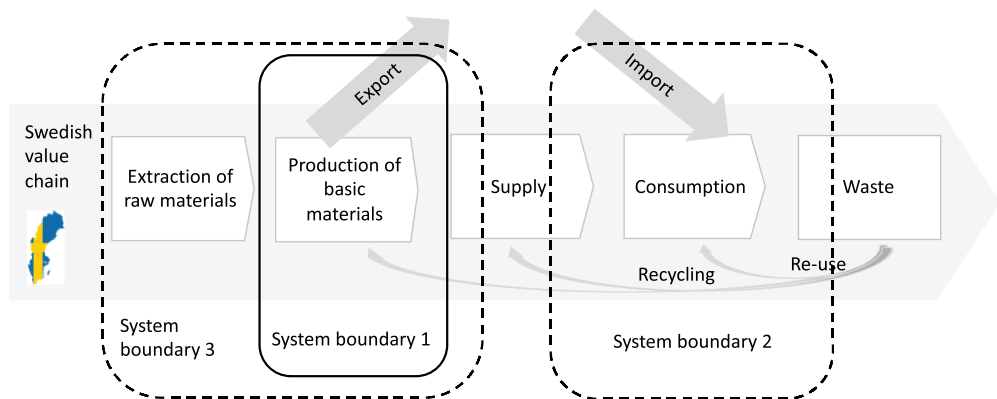 Export
Import
Swedish
value
chain
Extraction of
raw materials
Production of
basic
materials
Supply
Consumption
Waste
Recycling
Re-use
System
boundary 3
System boundary 1
System boundary 2